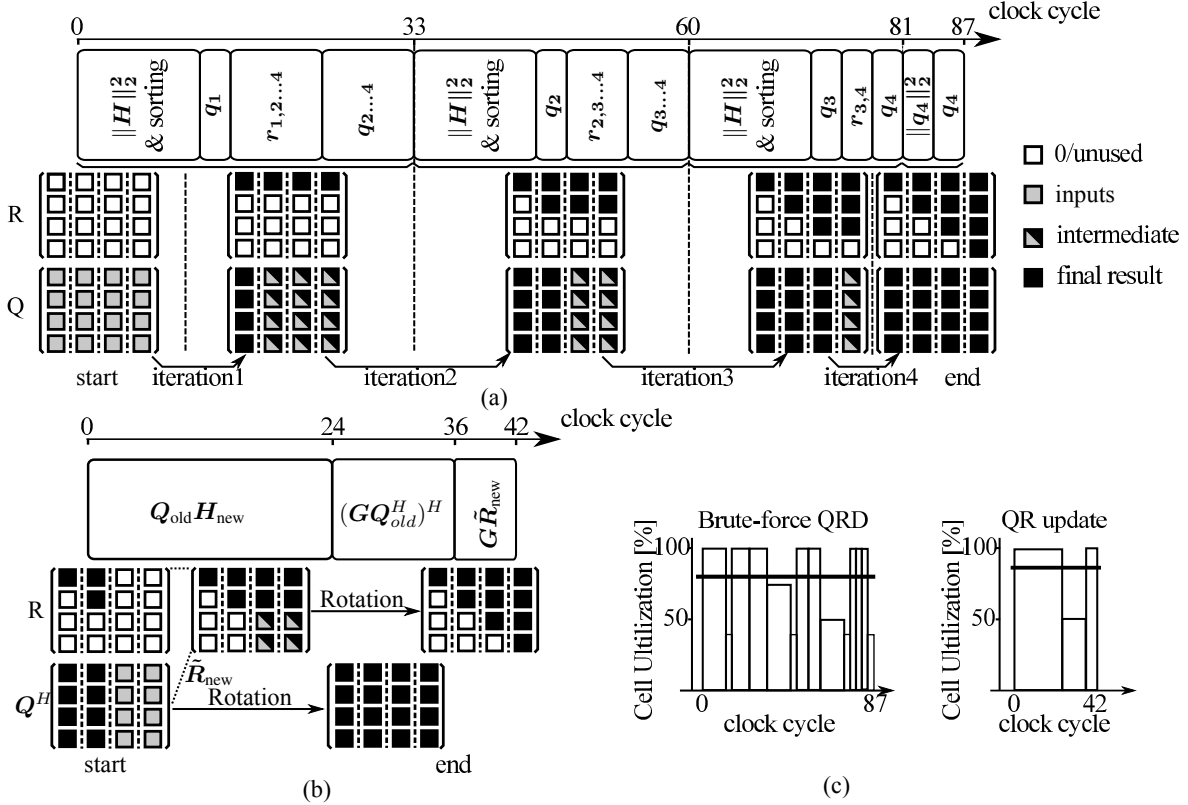 clock cycle
0 33 60 81 87
‖H‖₂² & sorting
q₁
r₁,₂…₄
q₂…₄
‖H‖₂² & sorting
q₂
r₂,₃…₄
q₃…₄
‖H‖₂² & sorting
q₃
r₃,₄
q₄
‖q₄‖₂²
q₄
R
Q
0/unused
inputs
intermediate
final result
start iteration1 iteration2 iteration3 iteration4 end
(a)
clock cycle
0 24 36 42
Q_old H_new
(GQ_old^H)^H
GR̃_new
R
Rotation
R̃_new
Q^H
Rotation
start end
(b)
Brute-force QRD
Cell Ultilization [%]
100
50
0 87
clock cycle
QR update
Cell Ultilization [%]
100
50
0 42
clock cycle
(c)